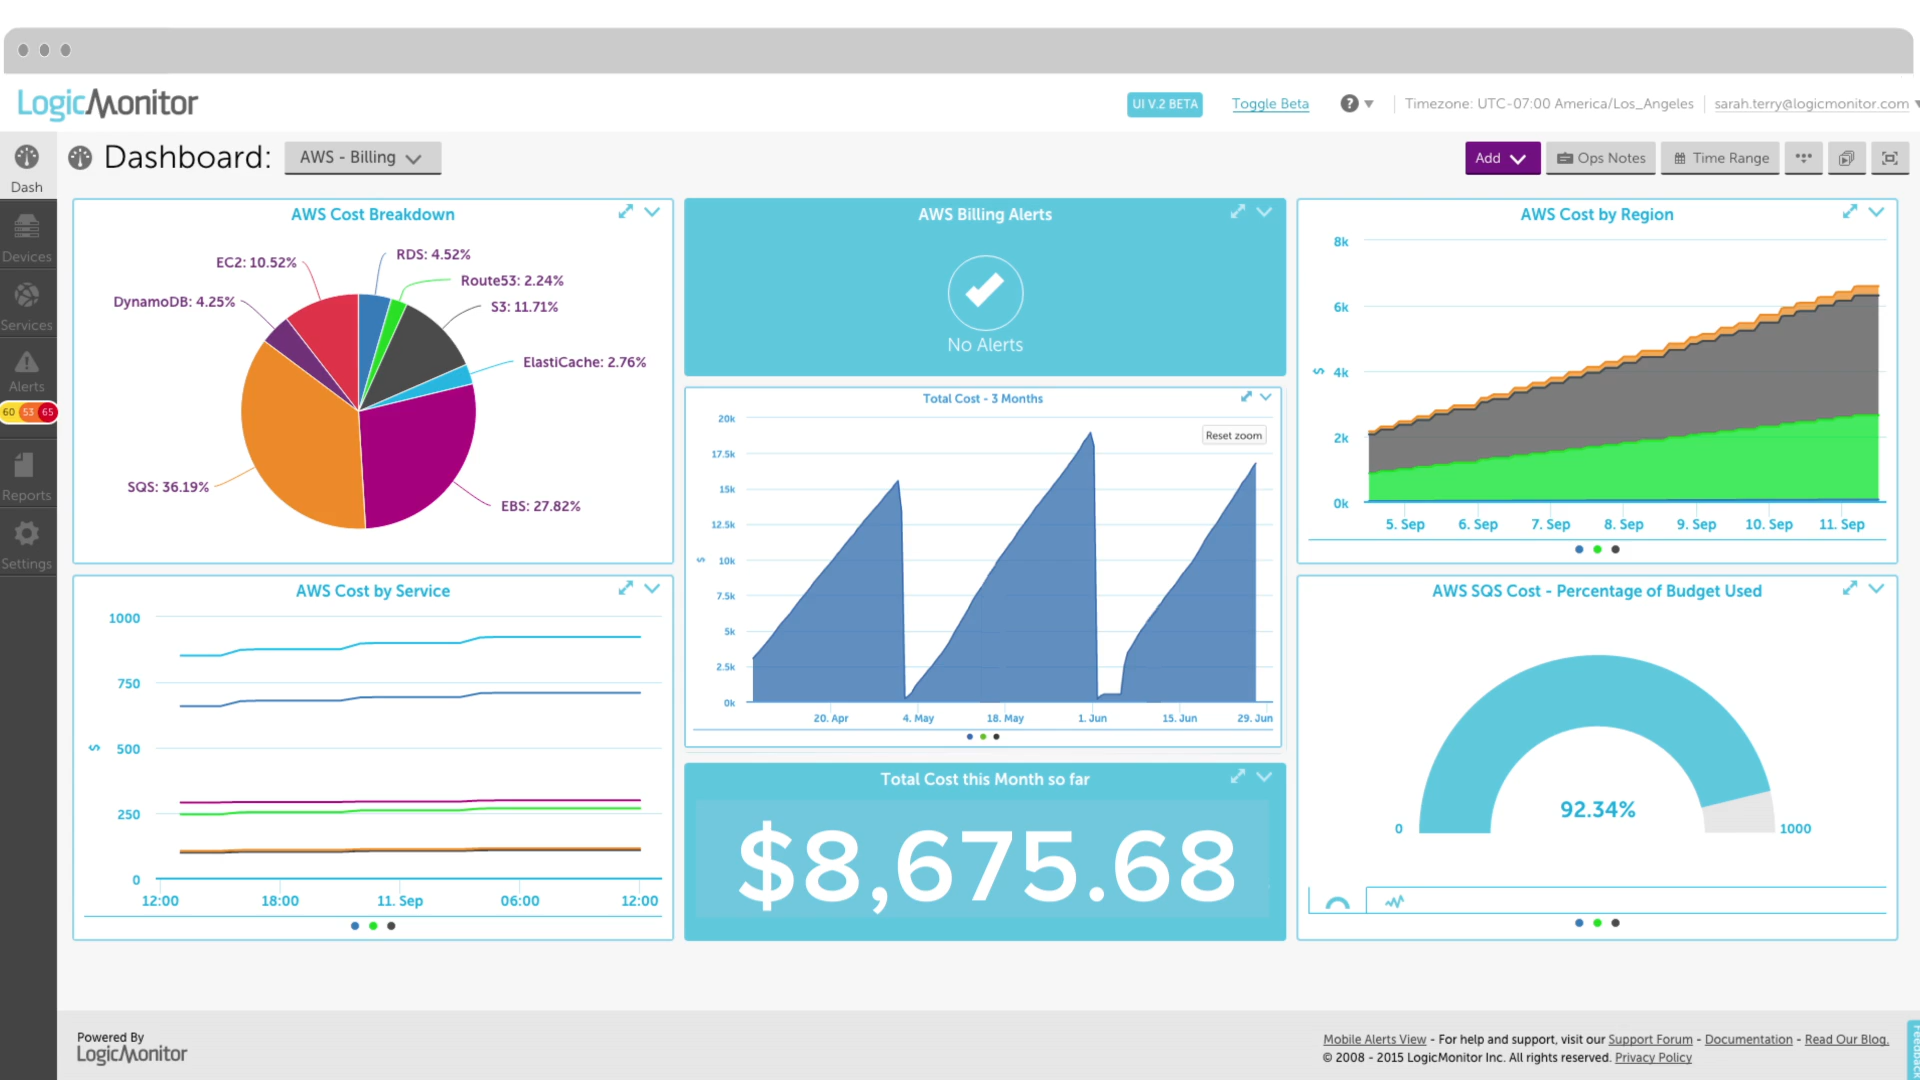 LogicMonitor
UI V.2 BETA
Toggle Beta
?
Timezone: UTC-07:00 America/Los_Angeles
sarah.terry@logicmonitor.com
Dash
Devices
Services
Alerts
60 53 65
Reports
Settings
Dashboard:
AWS - Billing
Add
Ops Notes
Time Range
AWS Cost Breakdown
RDS: 4.52%
EC2: 10.52%
Route53: 2.24%
DynamoDB: 4.25%
S3: 11.71%
ElastiCache: 2.76%
SQS: 36.19%
EBS: 27.82%
AWS Billing Alerts
No Alerts
AWS Cost by Region
8k
6k
$
4k
2k
0k
5. Sep 6. Sep 7. Sep 8. Sep 9. Sep 10. Sep 11. Sep
Total Cost - 3 Months
Reset zoom
20k
17.5k
15k
12.5k
$
10k
7.5k
5k
2.5k
0k
20. Apr 4. May 18. May 1. Jun 15. Jun 29. Jun
AWS Cost by Service
1000
750
$
500
250
0
12:00 18:00 11. Sep 06:00 12:00
Total Cost this Month so far
$8,675.68
AWS SQS Cost - Percentage of Budget Used
92.34%
0
1000
Powered By
LogicMonitor
Mobile Alerts View - For help and support, visit our Support Forum - Documentation - Read Our Blog.
© 2008 - 2015 LogicMonitor Inc. All rights reserved. Privacy Policy
Feedback